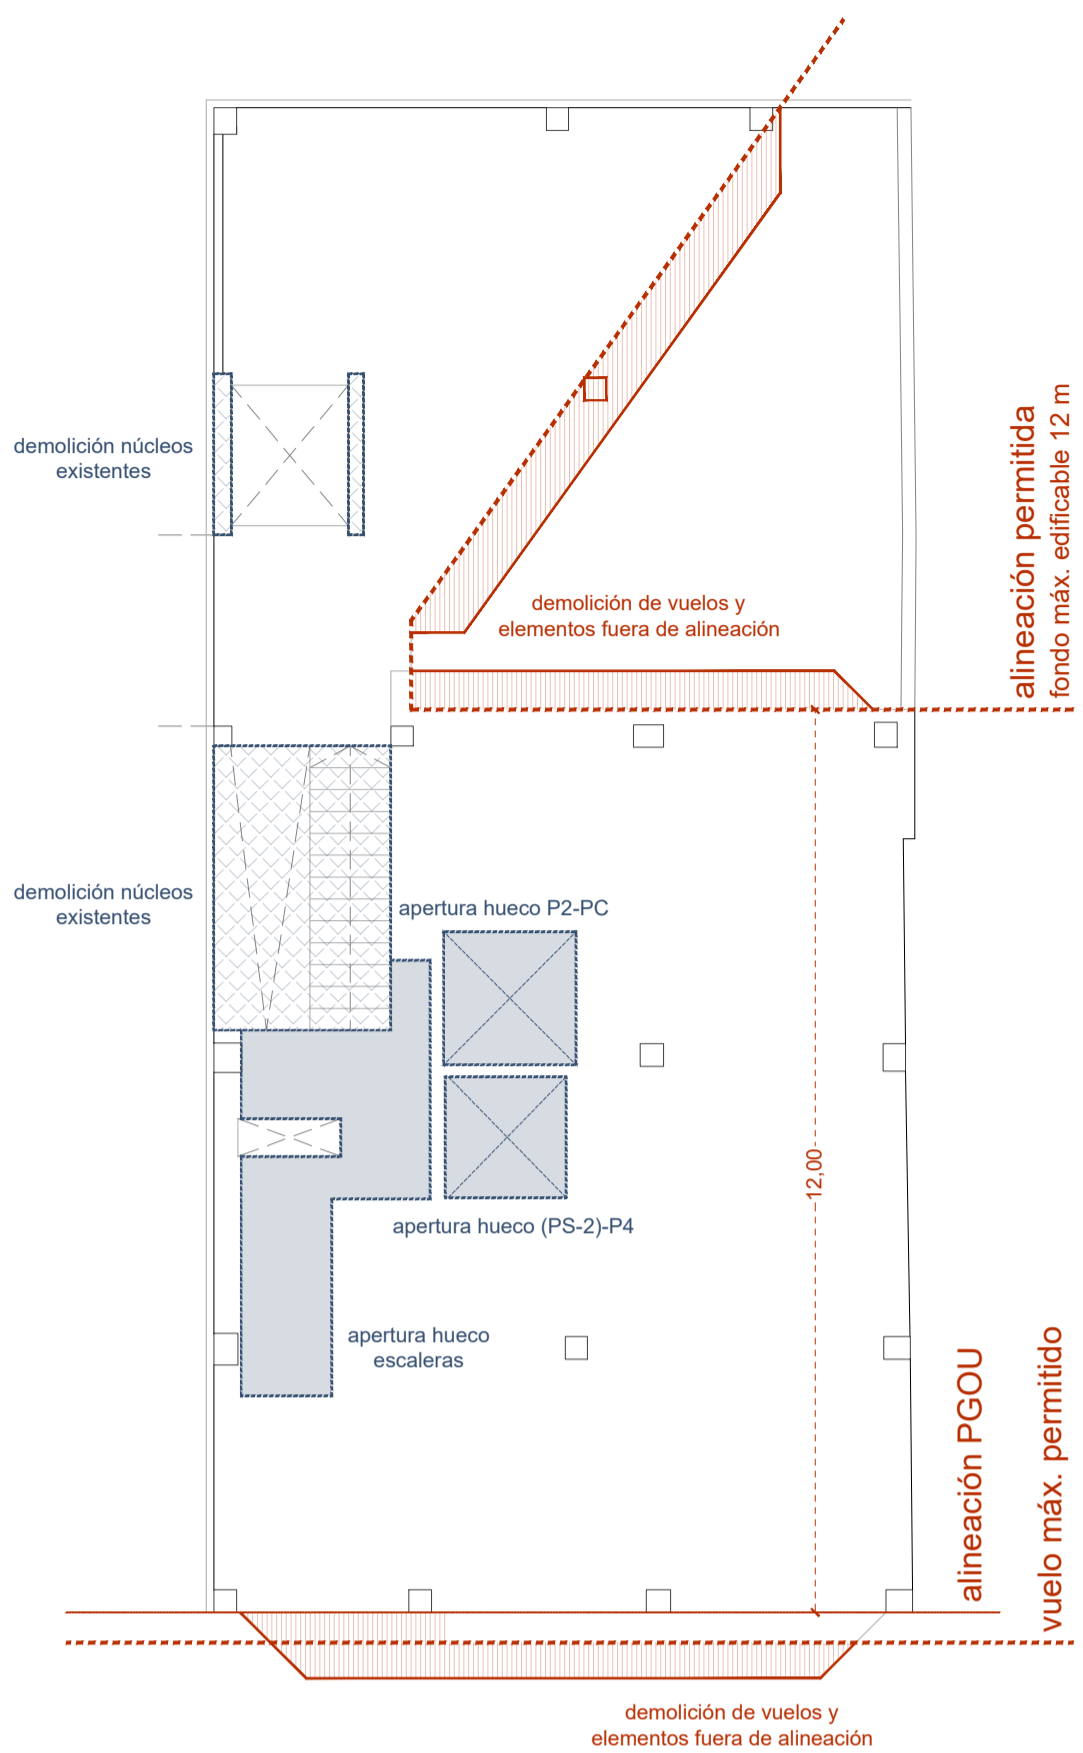 demolición núcleos
existentes
demolición de vuelos y
elementos fuera de alineación
alineación permitida
fondo máx. edificable 12 m
demolición núcleos
existentes
apertura hueco P2-PC
12,00
apertura hueco (PS-2)-P4
apertura hueco
escaleras
alineación PGOU
vuelo máx. permitido
demolición de vuelos y
elementos fuera de alineación